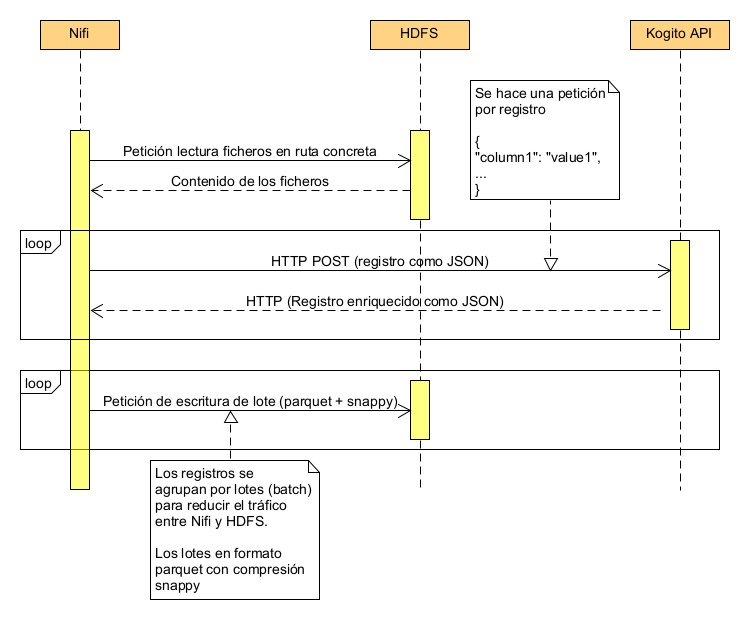 Nifi
HDFS
Kogito API
Se hace una petición
por registro
{
"column1": "value1",
...
}
Petición lectura ficheros en ruta concreta
Contenido de los ficheros
loop
HTTP POST (registro como JSON)
HTTP (Registro enriquecido como JSON)
loop
Petición de escritura de lote (parquet + snappy)
Los registros se
agrupan por lotes (batch)
para reducir el tráfico
entre Nifi y HDFS.
Los lotes en formato
parquet con compresión
snappy